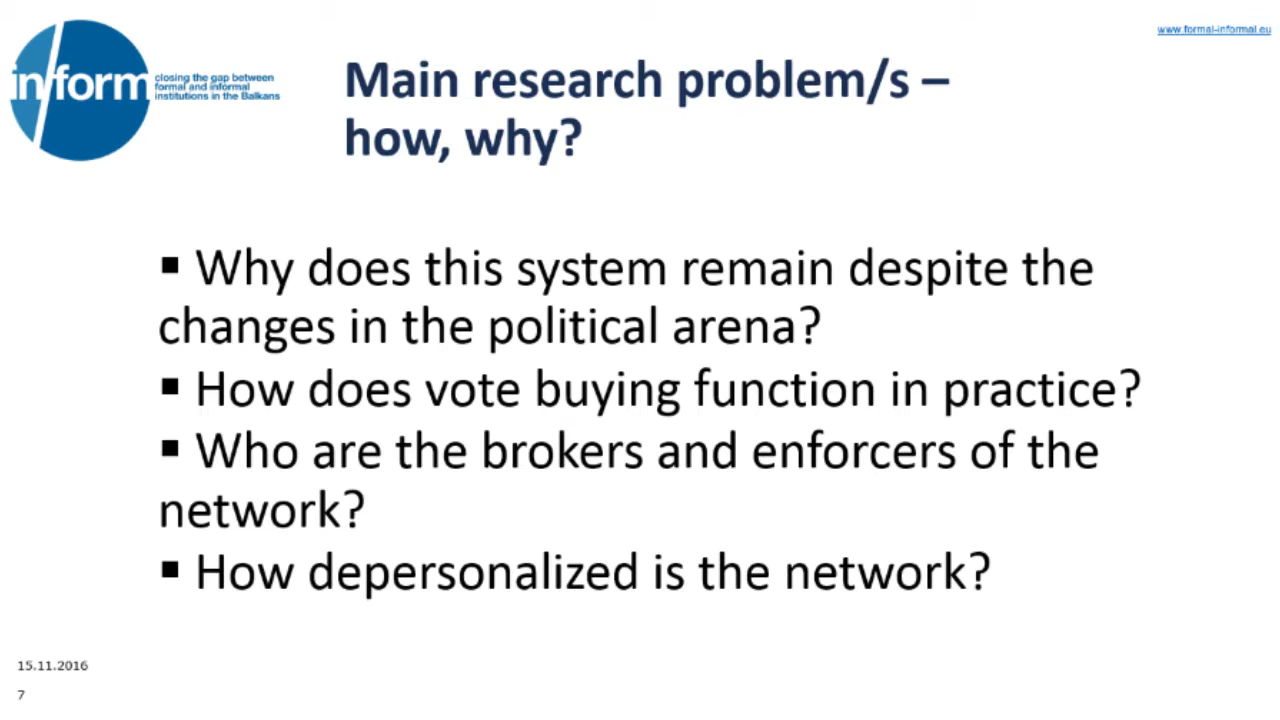 www.formal-informal.eu
in/form
closing the gap between
formal and informal
institutions in the Balkans
Main research problem/s –
how, why?
▪ Why does this system remain despite the
changes in the political arena?
▪ How does vote buying function in practice?
▪ Who are the brokers and enforcers of the
network?
▪ How depersonalized is the network?
15.11.2016
7